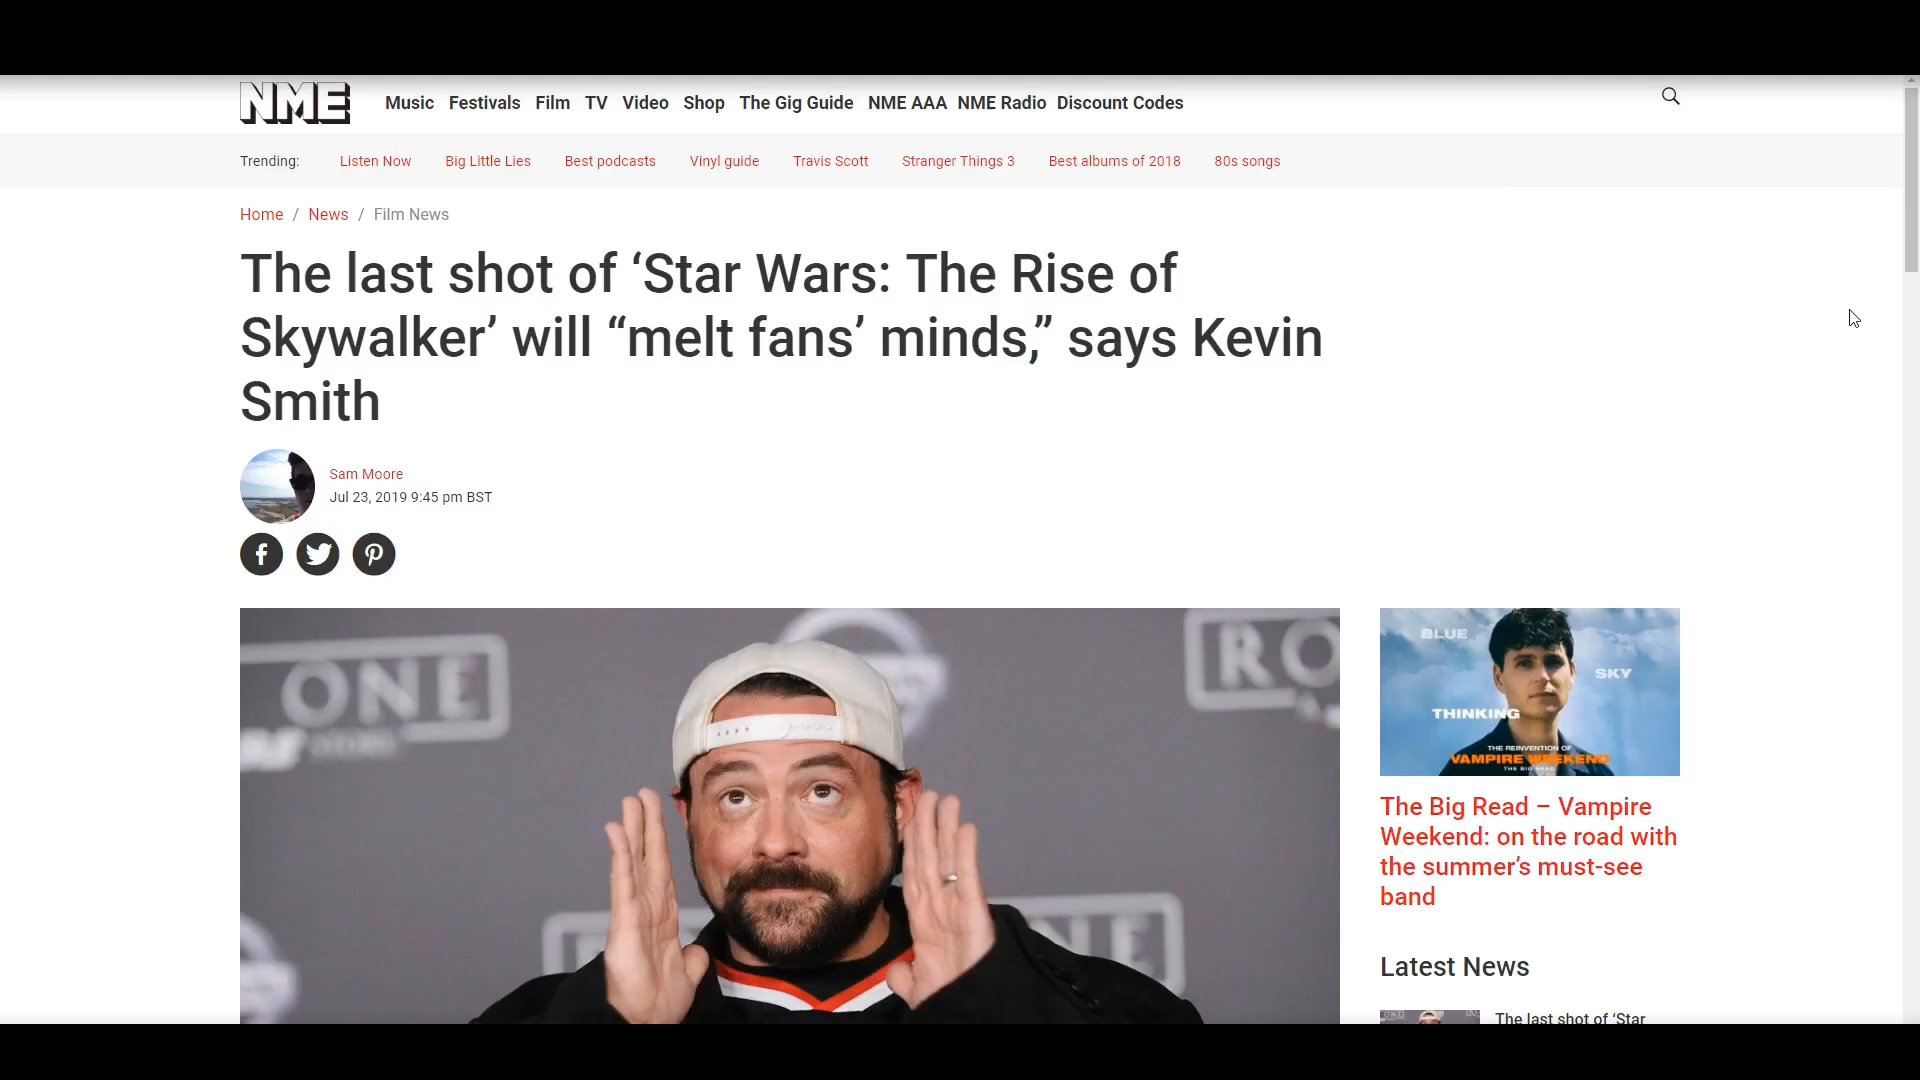 NME
Music Festivals Film TV Video Shop The Gig Guide NME AAA NME Radio Discount Codes
Trending: Listen Now Big Little Lies Best podcasts Vinyl guide Travis Scott Stranger Things 3 Best albums of 2018 80s songs
Home / News / Film News
The last shot of ‘Star Wars: The Rise of
Skywalker’ will “melt fans’ minds,” says Kevin
Smith
Sam Moore
Jul 23, 2019 9:45 pm BST
ONE
RO
BLUE
SKY
THINKING
THE REINVENTION OF
VAMPIRE WEEKEND
THE BIG READ
The Big Read – Vampire
Weekend: on the road with
the summer’s must-see
band
Latest News
The last shot of ‘Star